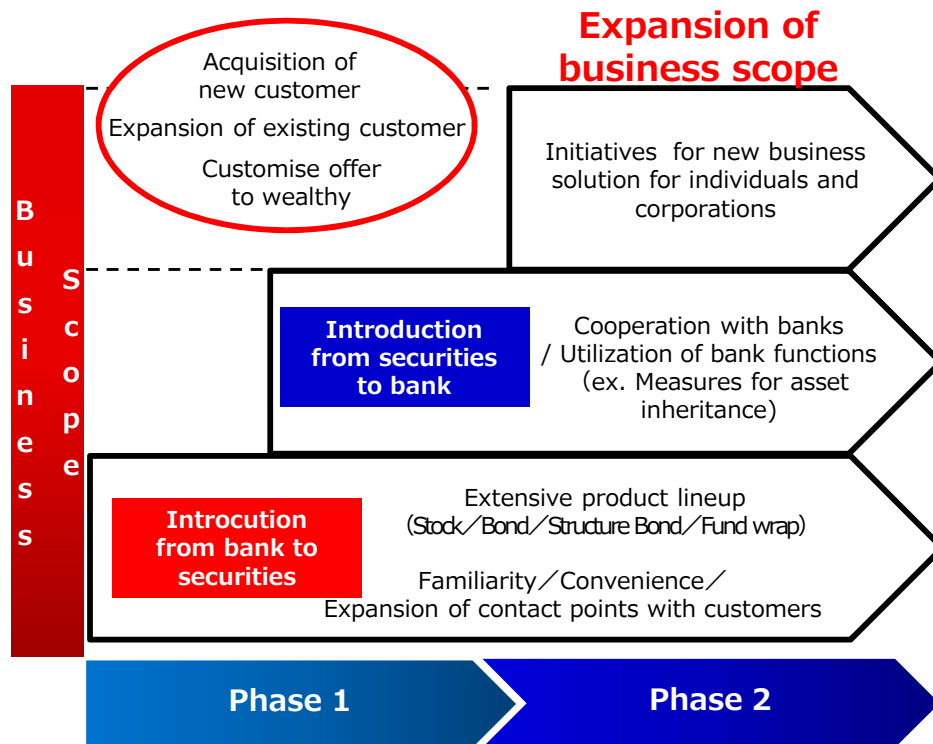 Expansion of
business scope
Acquisition of
new customer
Expansion of existing customer
Customise offer
to wealthy
Business
Scope
Initiatives for new business
solution for individuals and
corporations
Introduction
from securities
to bank
Cooperation with banks
/ Utilization of bank functions
(ex. Measures for asset
inheritance)
Introcution
from bank to
securities
Extensive product lineup
(Stock／Bond／Structure Bond／Fund wrap)
Familiarity／Convenience／
Expansion of contact points with customers
Phase 1
Phase 2